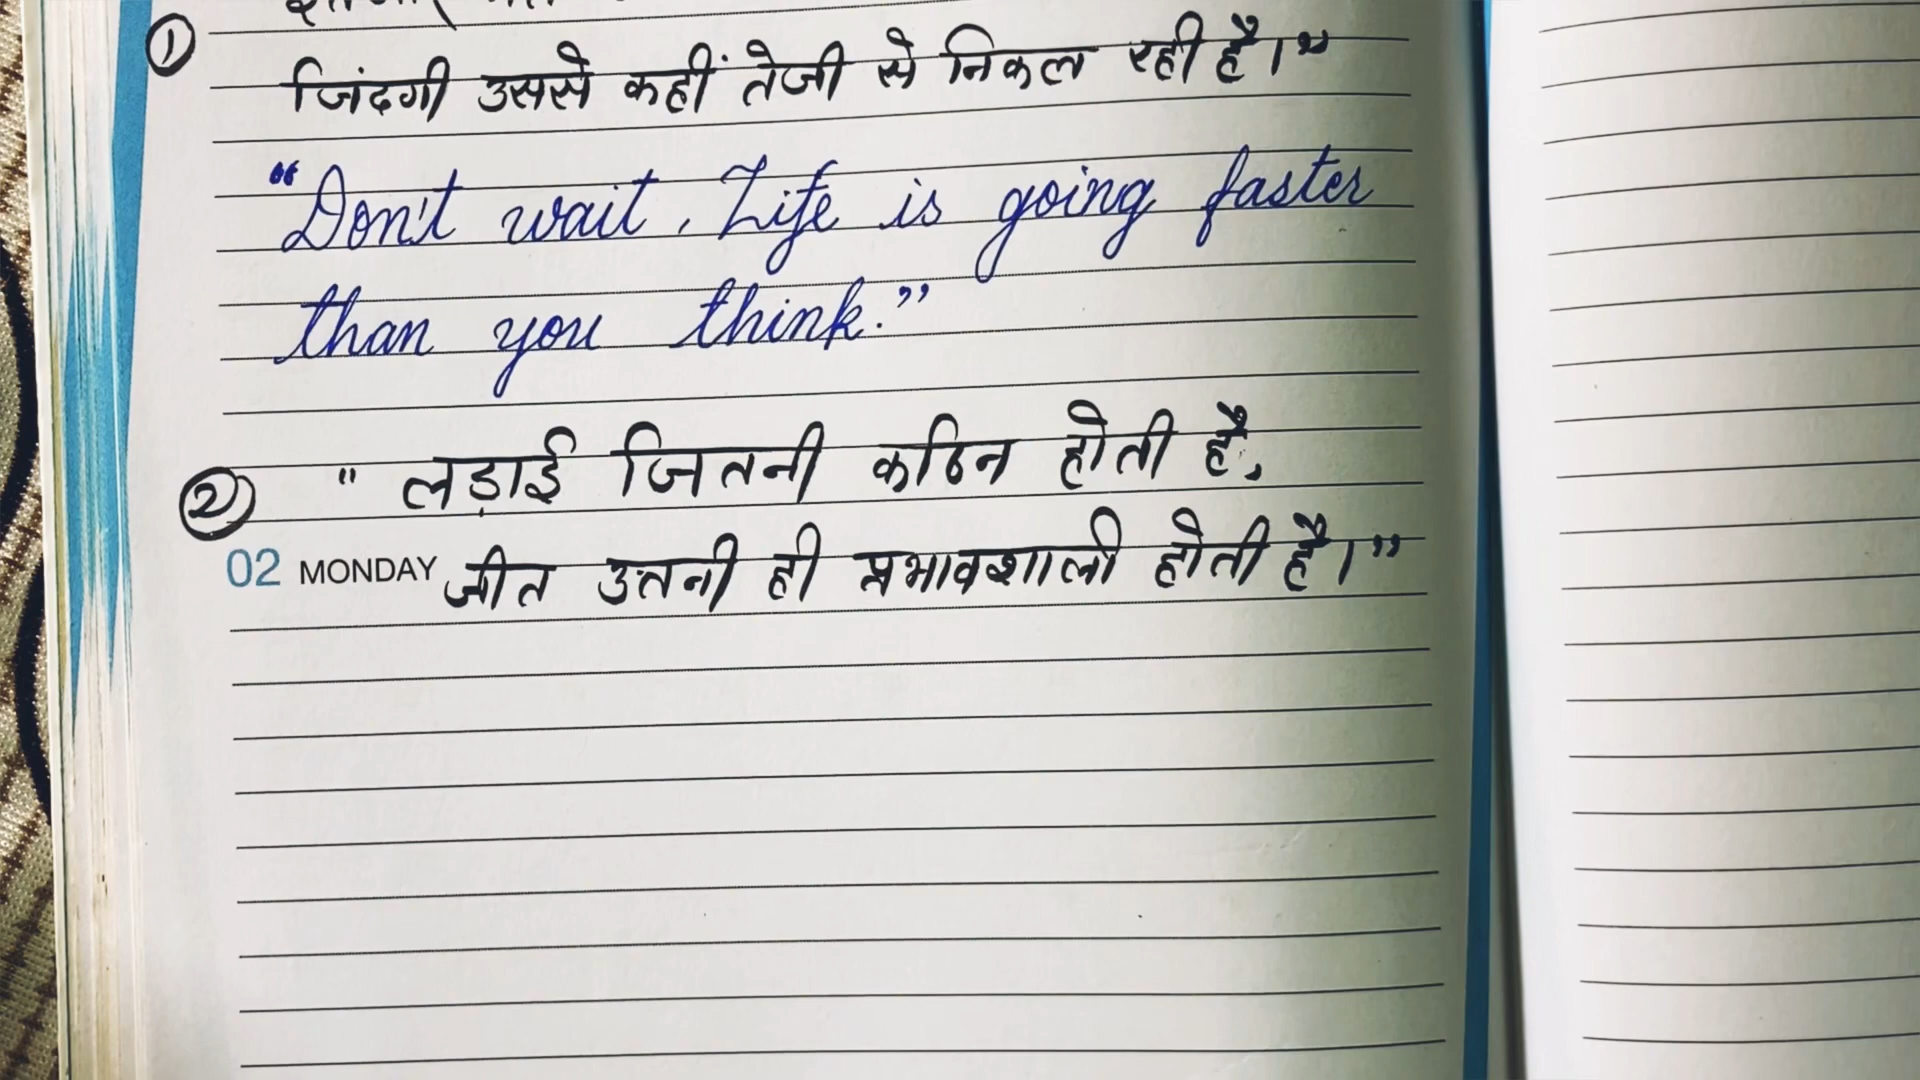 ①
जिंदगी उससे कहीं तेजी से निकल रही है।"
"Don't wait, Life is going faster
than you think."
② "लड़ाई जितनी कठिन होती है,
02 MONDAY जीत उतनी ही प्रभावशाली होती है।"